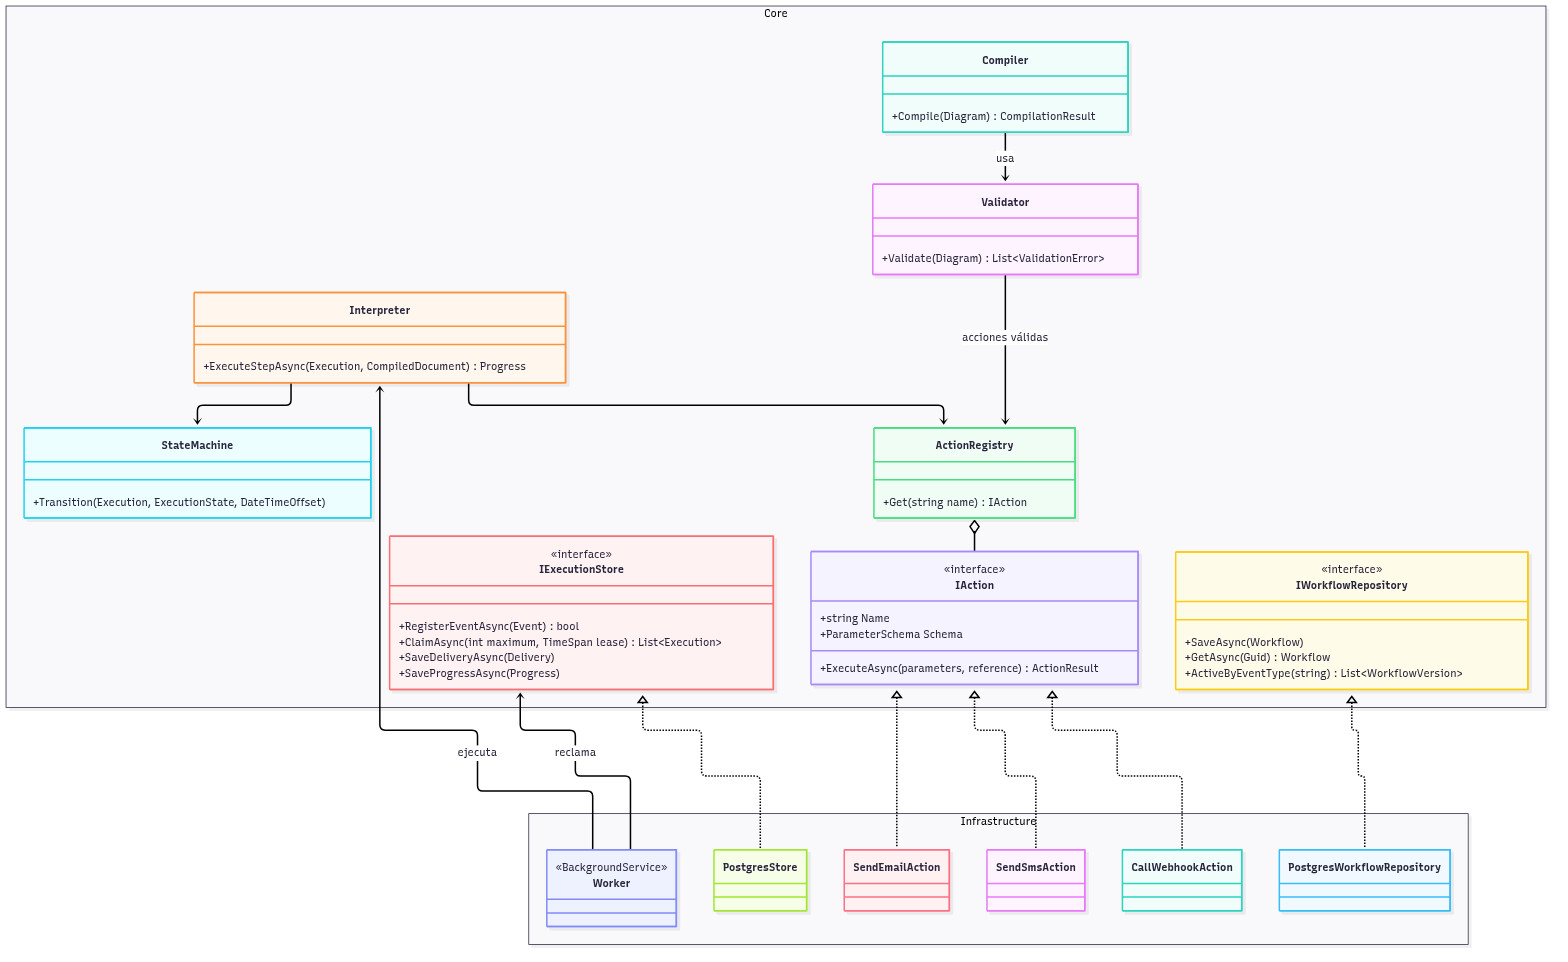 Core
Compiler
+Compile(Diagram) : CompilationResult
usa
Validator
+Validate(Diagram) : List<ValidationError>
acciones válidas
Interpreter
+ExecuteStepAsync(Execution, CompiledDocument) : Progress
StateMachine
+Transition(Execution, ExecutionState, DateTimeOffset)
ActionRegistry
+Get(string name) : IAction
«interface»
IExecutionStore
+RegisterEventAsync(Event) : bool
+ClaimAsync(int maximum, TimeSpan lease) : List<Execution>
+SaveDeliveryAsync(Delivery)
+SaveProgressAsync(Progress)
«interface»
IAction
+string Name
+ParameterSchema Schema
+ExecuteAsync(parameters, reference) : ActionResult
«interface»
IWorkflowRepository
+SaveAsync(Workflow)
+GetAsync(Guid) : Workflow
+ActiveByEventType(string) : List<WorkflowVersion>
ejecuta
reclama
Infrastructure
«BackgroundService»
Worker
PostgresStore
SendEmailAction
SendSmsAction
CallWebhookAction
PostgresWorkflowRepository